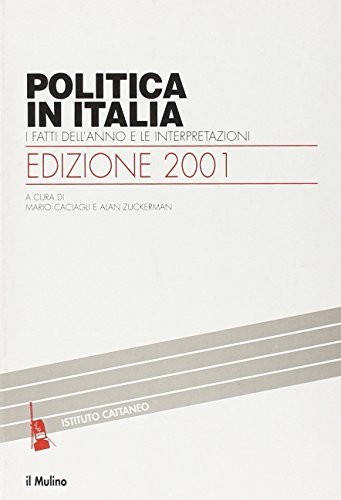 POLITICA
IN ITALIA
I FATTI DELL'ANNO E LE INTERPRETAZIONI
EDIZIONE 2001
A CURA DI
MARIO CACIAGLI E ALAN ZUCKERMAN
ISTITUTO CATTANEO
il Mulino